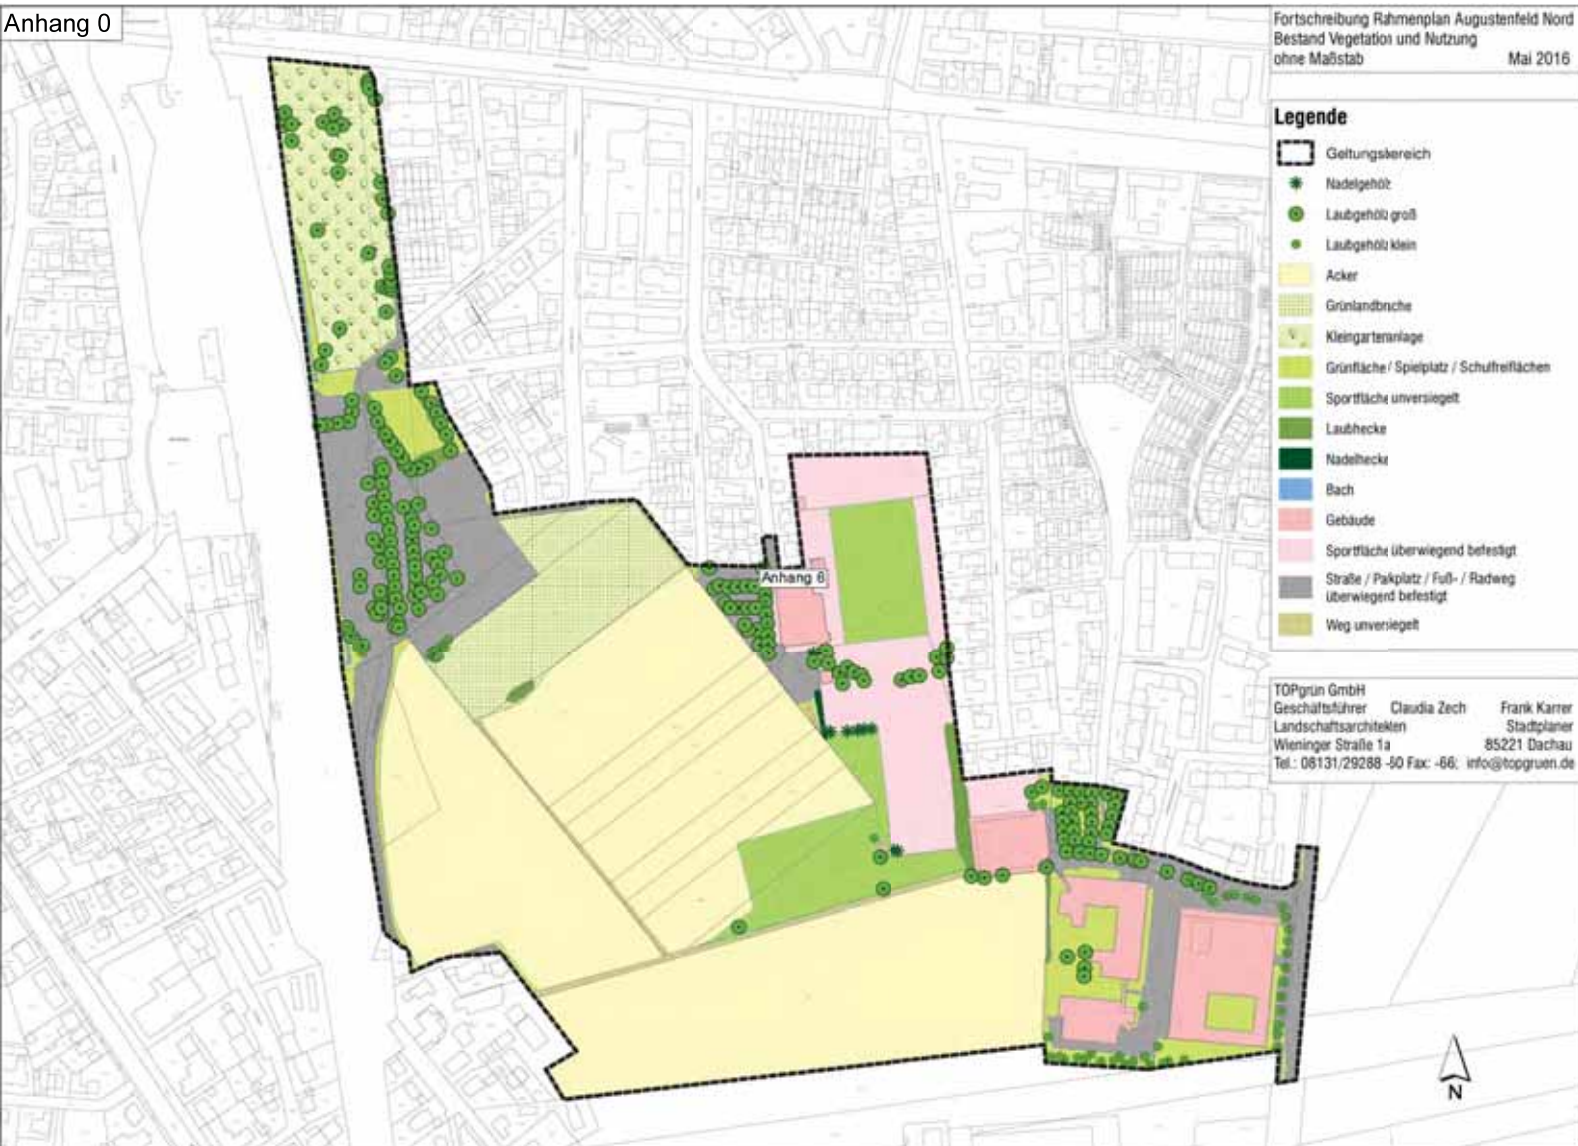 Anhang 0
Fortschreibung Rahmenplan Augustenfeld Nord
Bestand Vegetation und Nutzung
ohne Maßstab Mai 2016
Legende
Geltungsbereich
Nadelgehölz
Laubgehölz groß
Laubgehölz klein
Acker
Grünlandbrache
Kleingartenanlage
Grünfläche / Spielplatz / Schulfreiflächen
Sportfläche unversiegelt
Laubhecke
Nadelhecke
Bach
Gebäude
Sportfläche überwiegend befestigt
Straße / Pakplatz / Fuß- / Radweg
überwiegend befestigt
Weg unversiegelt
Anhang 6
TOPgrün GmbH
Geschäftsführer Claudia Zech Frank Karrer
Landschaftsarchitekten Stadtplaner
Wieninger Straße 1a 85221 Dachau
Tel.: 08131/29288 -50 Fax: -66; info@topgruen.de
N